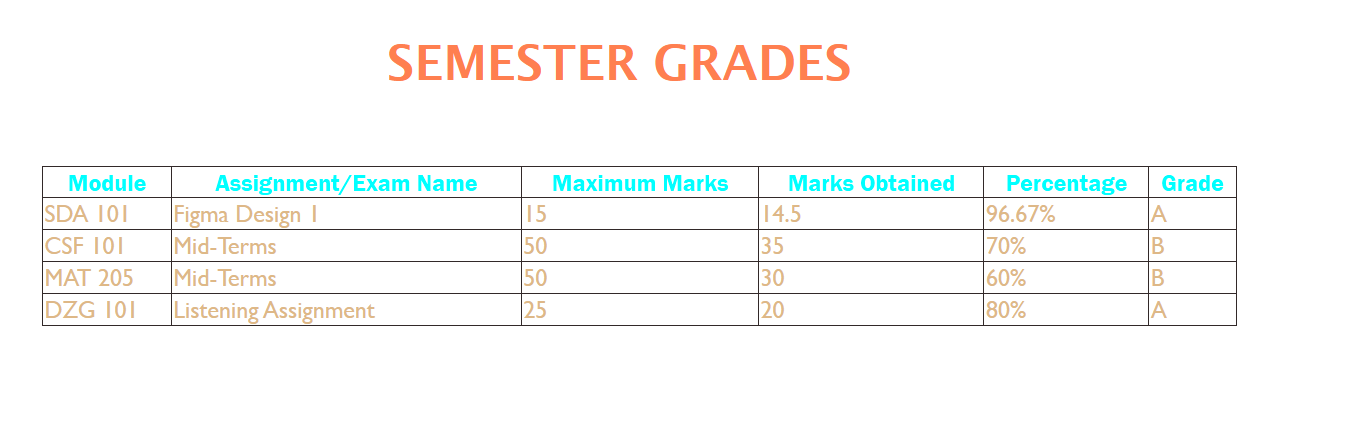 SEMESTER GRADES
Module Assignment/Exam Name Maximum Marks Marks Obtained Percentage Grade
SDA 101 Figma Design 1 15 14.5 96.67% A
CSF 101 Mid-Terms 50 35 70% B
MAT 205 Mid-Terms 50 30 60% B
DZG 101 Listening Assignment 25 20 80% A